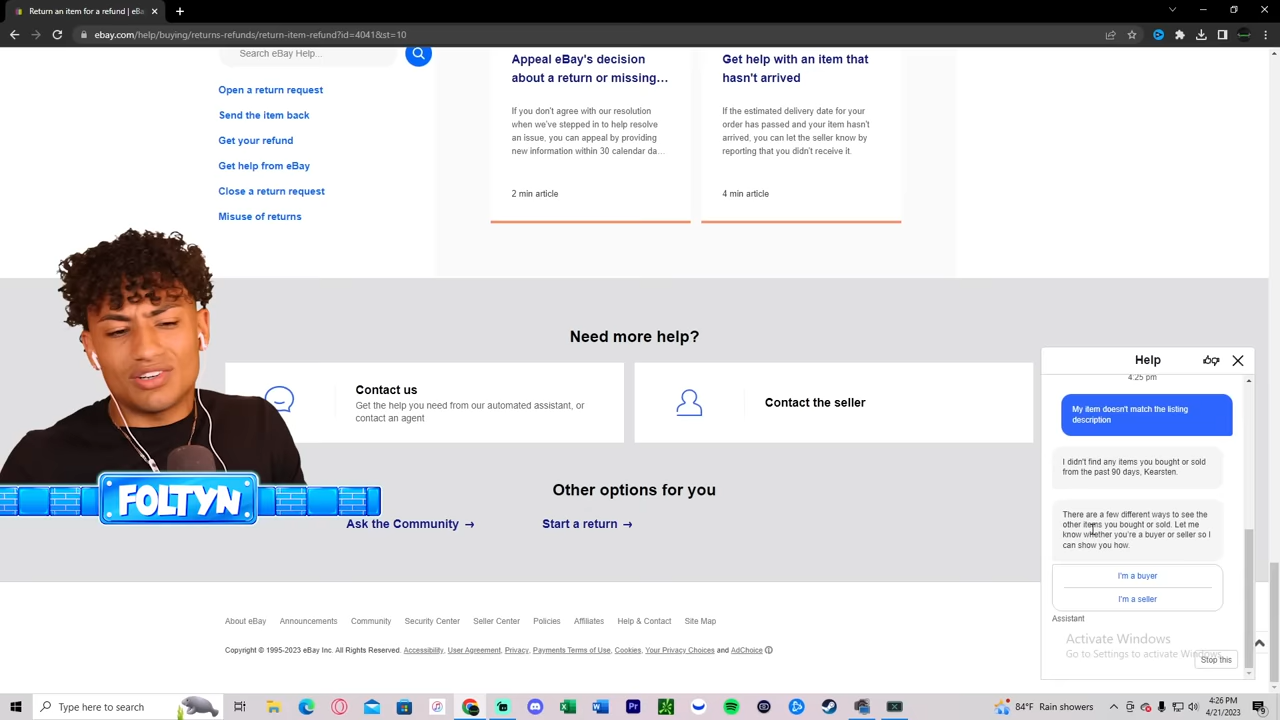 Return an item for a refund
ebay.com/help/buying/returns-refunds/return-item-refund?id=4041&st=10
Search eBay Help...
Open a return request
Send the item back
Get your refund
Get help from eBay
Close a return request
Misuse of returns
Appeal eBay's decision
about a return or missing...
If you don't agree with our resolution
when we've stepped in to help resolve
an issue, you can appeal by providing
new information within 30 calendar da...
2 min article
Get help with an item that
hasn't arrived
If the estimated delivery date for your
order has passed and your item hasn't
arrived, you can let the seller know by
reporting that you didn't receive it.
4 min article
Need more help?
Contact us
Get the help you need from our automated assistant, or
contact an agent
Contact the seller
Other options for you
Ask the Community →
Start a return →
FOLTYN
Help
4:25 pm
My item doesn't match the listing
description
I didn't find any items you bought or sold
from the past 90 days, Kearsten.
There are a few different ways to see the
other items you bought or sold. Let me
know whether you're a buyer or seller so I
can show you how.
I'm a buyer
I'm a seller
Assistant
Activate Windows
Go to Settings to activate Windows.
Stop this
About eBay Announcements Community Security Center Seller Center Policies Affiliates Help & Contact Site Map
Copyright © 1995-2023 eBay Inc. All Rights Reserved. Accessibility, User Agreement, Privacy, Payments Terms of Use, Cookies, Your Privacy Choices and AdChoice
Type here to search
84°F Rain showers
4:26 PM
4/21/2023